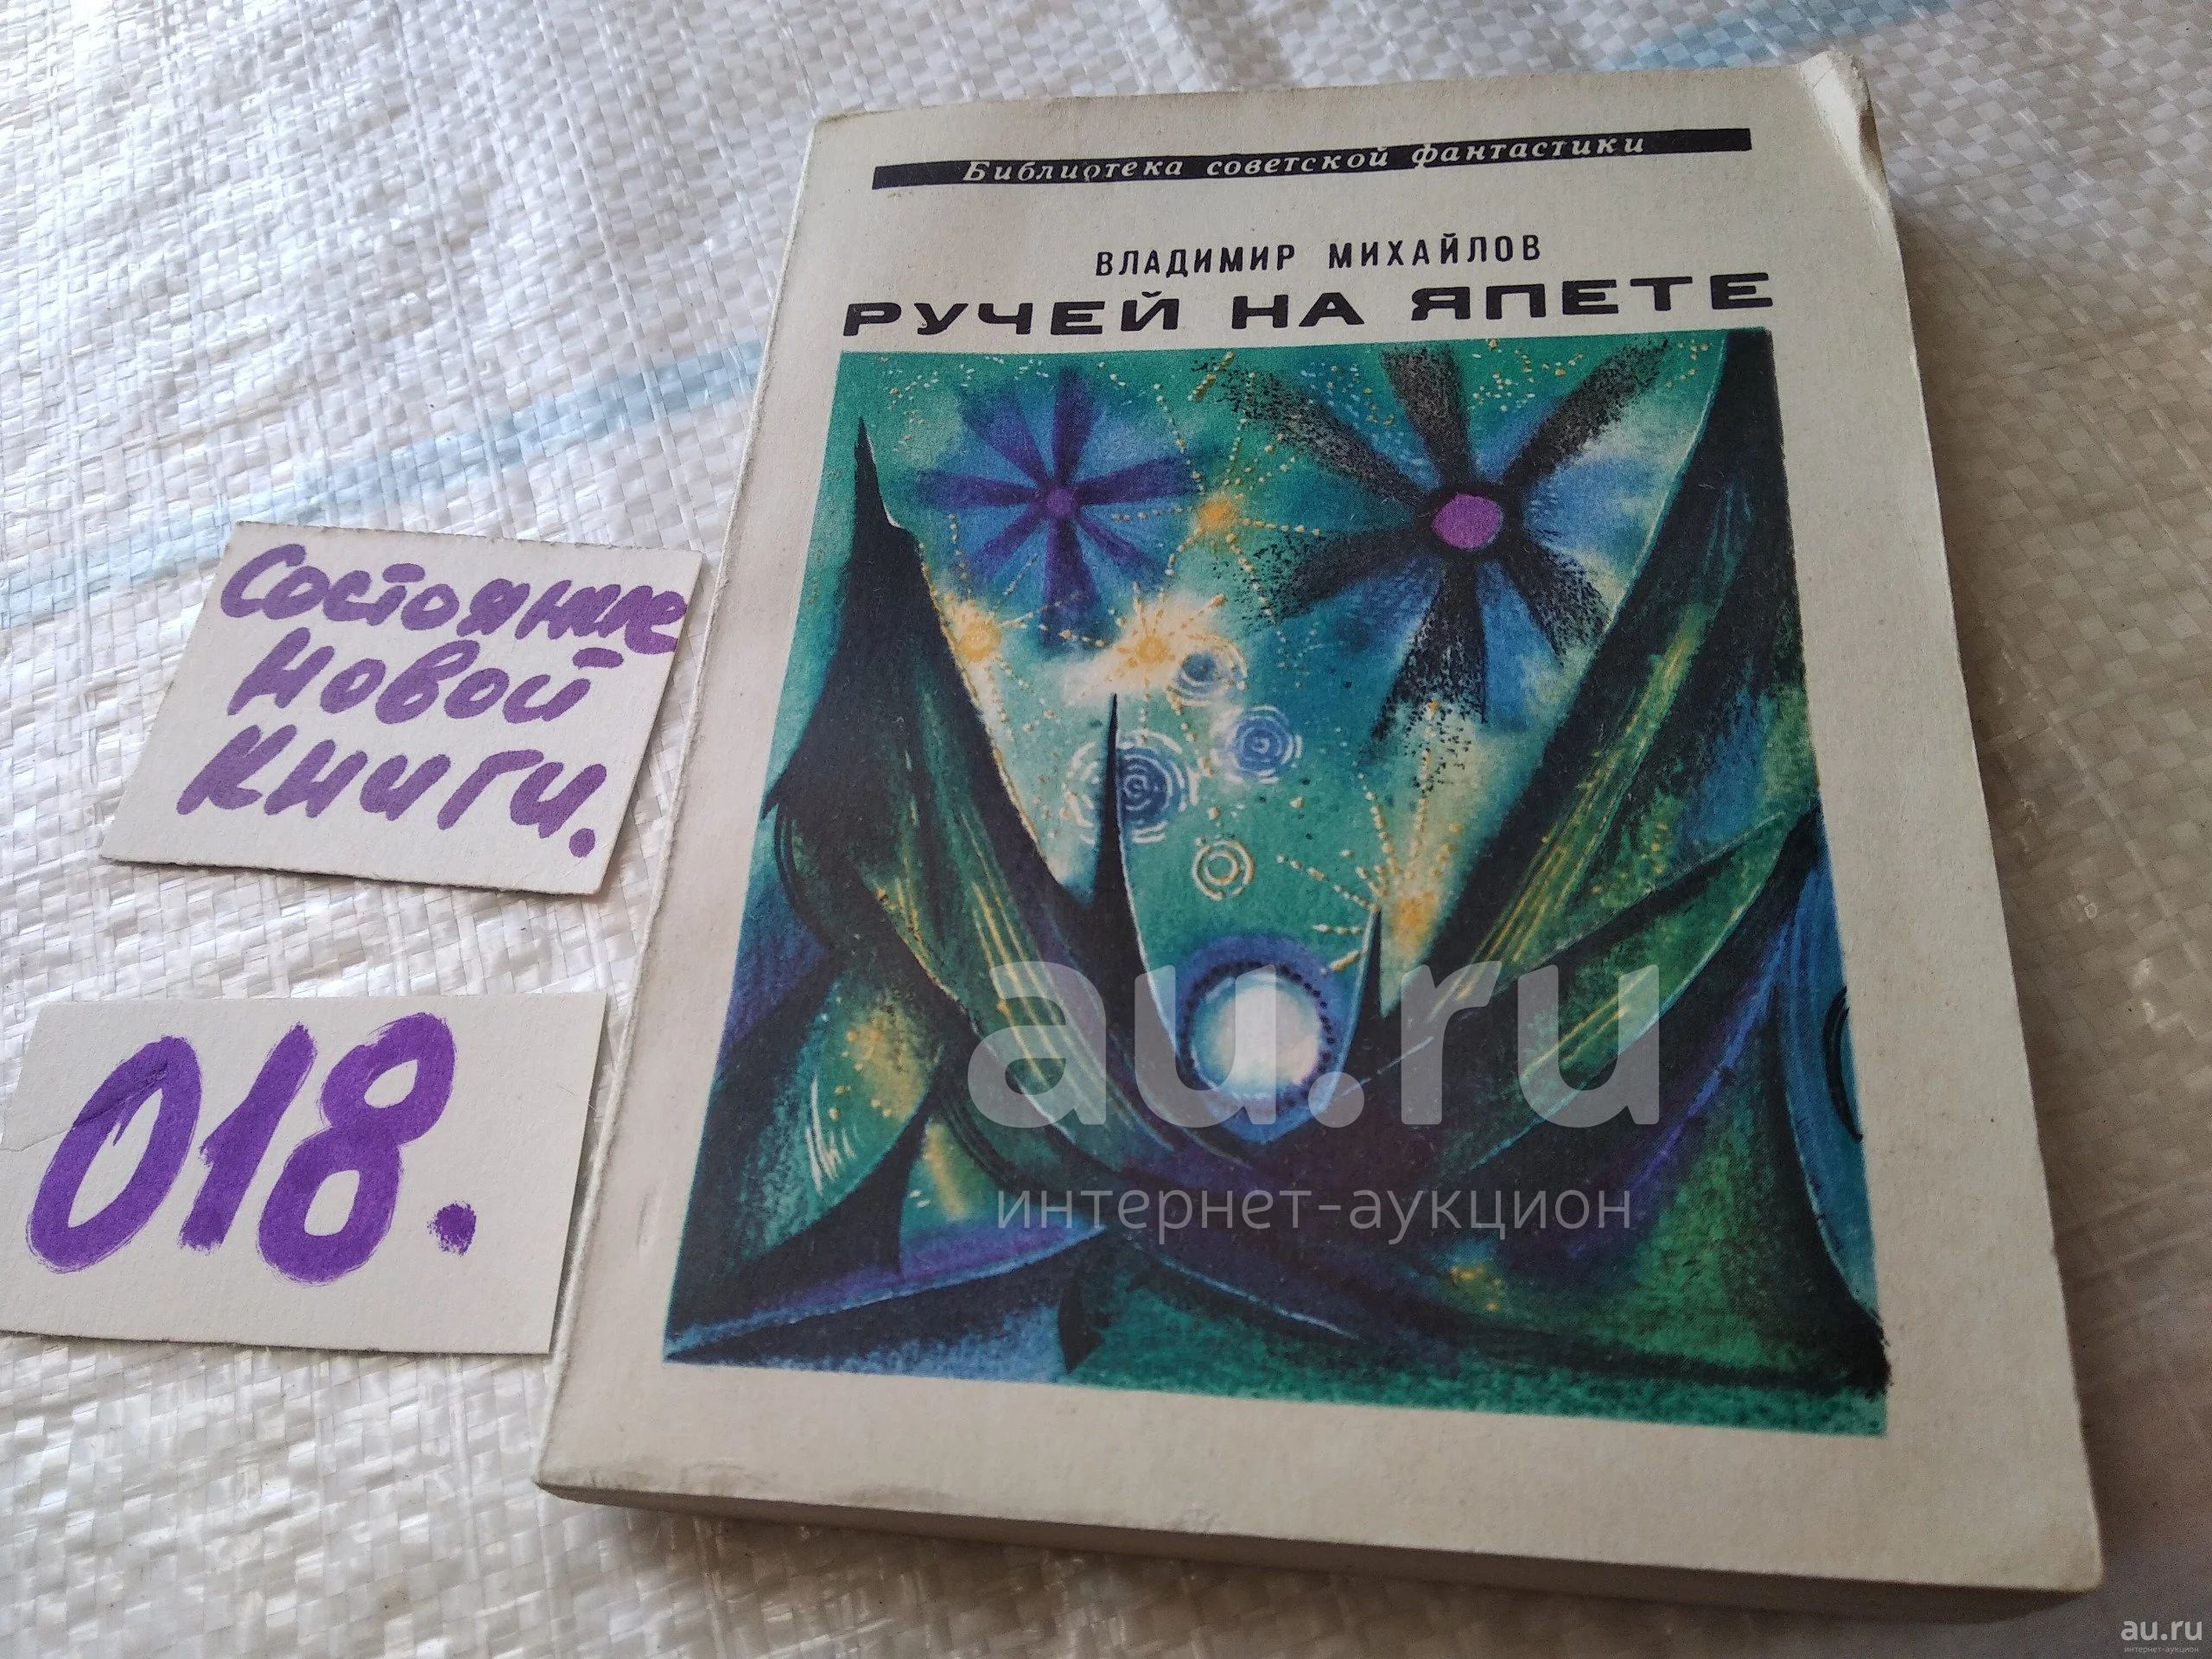 Библиотека советской фантастики
ВЛАДИМИР МИХАЙЛОВ
РУЧЕЙ НА ЯПЕТЕ
Состояние
новой
книги.
018.
au.ru
интернет-аукцион
au.ru
интернет-аукцион